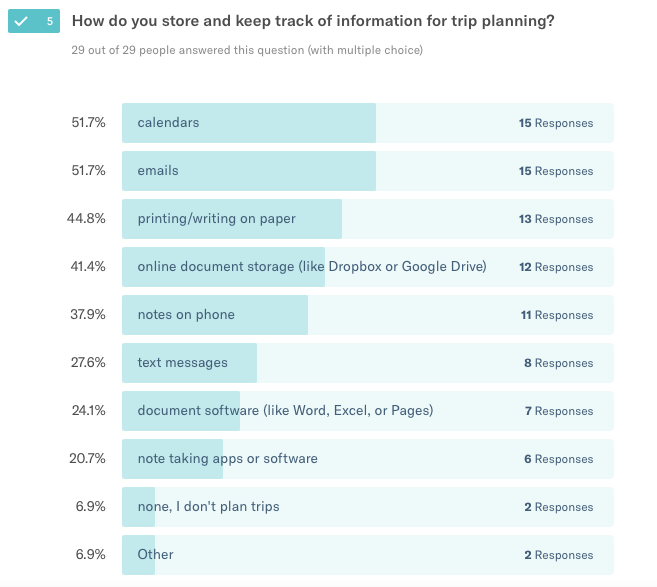 5 How do you store and keep track of information for trip planning?
29 out of 29 people answered this question (with multiple choice)
51.7% calendars 15 Responses
51.7% emails 15 Responses
44.8% printing/writing on paper 13 Responses
41.4% online document storage (like Dropbox or Google Drive) 12 Responses
37.9% notes on phone 11 Responses
27.6% text messages 8 Responses
24.1% document software (like Word, Excel, or Pages) 7 Responses
20.7% note taking apps or software 6 Responses
6.9% none, I don't plan trips 2 Responses
6.9% Other 2 Responses